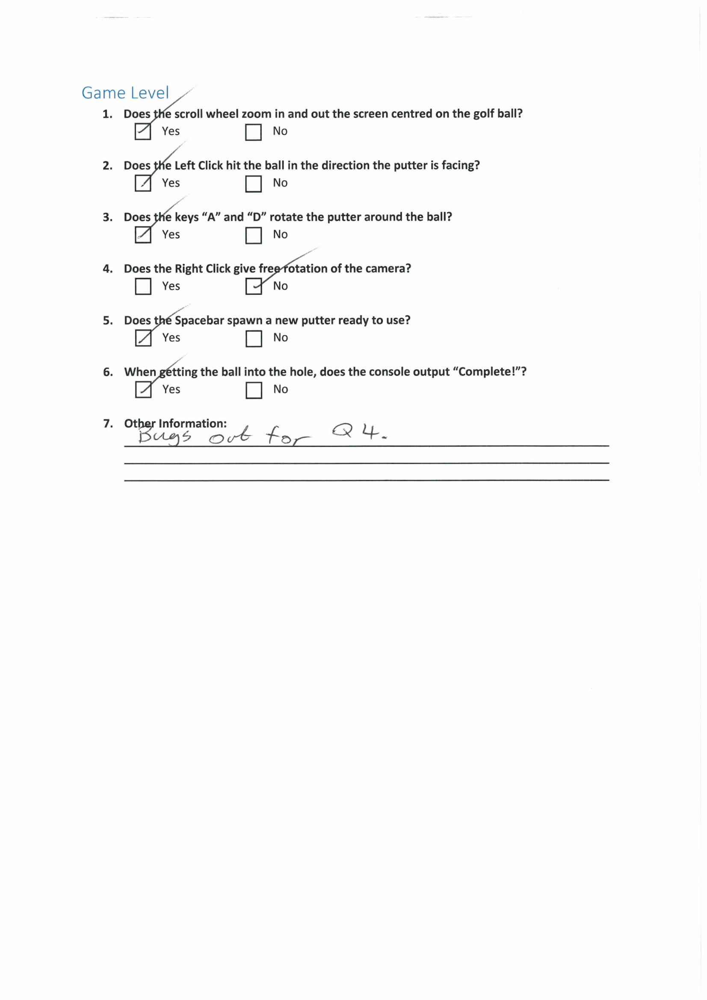 Game Level
1. Does the scroll wheel zoom in and out the screen centred on the golf ball?
Yes No
2. Does the Left Click hit the ball in the direction the putter is facing?
Yes No
3. Does the keys “A” and “D” rotate the putter around the ball?
Yes No
4. Does the Right Click give free rotation of the camera?
Yes No
5. Does the Spacebar spawn a new putter ready to use?
Yes No
6. When getting the ball into the hole, does the console output “Complete!”?
Yes No
7. Other Information:
Bugs out for Q4.